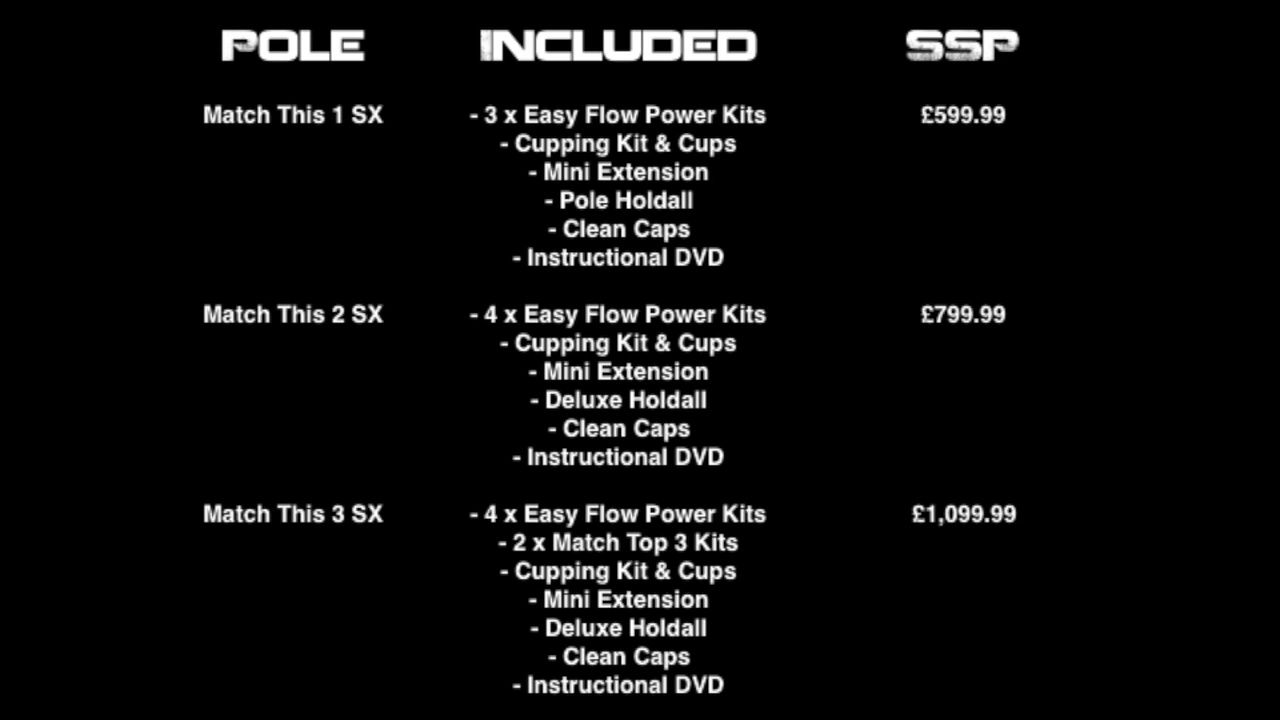 POLE INCLUDED SSP
Match This 1 SX - 3 x Easy Flow Power Kits £599.99
- Cupping Kit & Cups
- Mini Extension
- Pole Holdall
- Clean Caps
- Instructional DVD
Match This 2 SX - 4 x Easy Flow Power Kits £799.99
- Cupping Kit & Cups
- Mini Extension
- Deluxe Holdall
- Clean Caps
- Instructional DVD
Match This 3 SX - 4 x Easy Flow Power Kits £1,099.99
- 2 x Match Top 3 Kits
- Cupping Kit & Cups
- Mini Extension
- Deluxe Holdall
- Clean Caps
- Instructional DVD